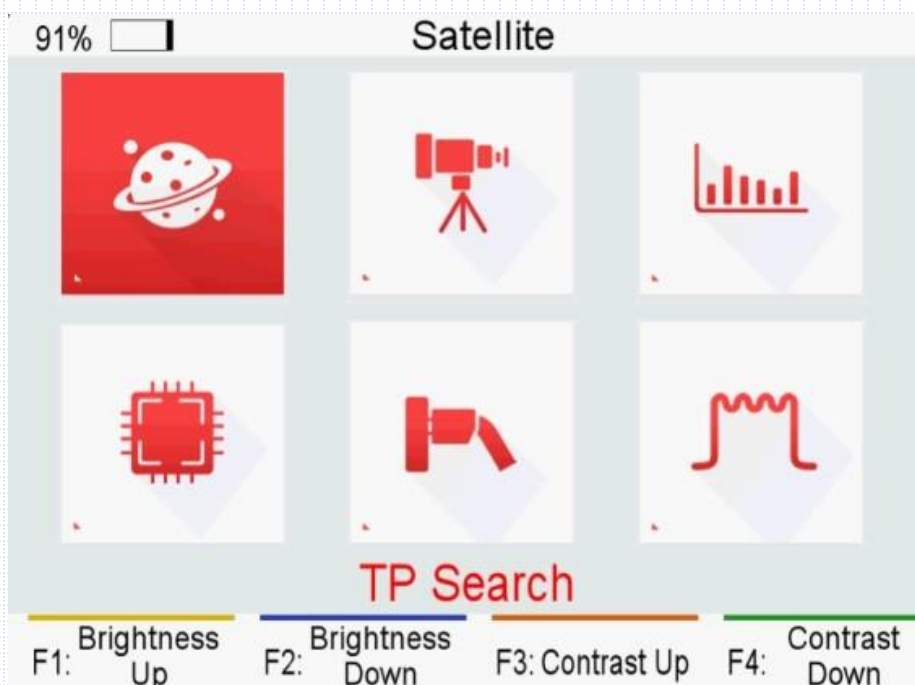 91%
Satellite
TP Search
F1: Brightness Up
F2: Brightness Down
F3: Contrast Up
F4: Contrast Down